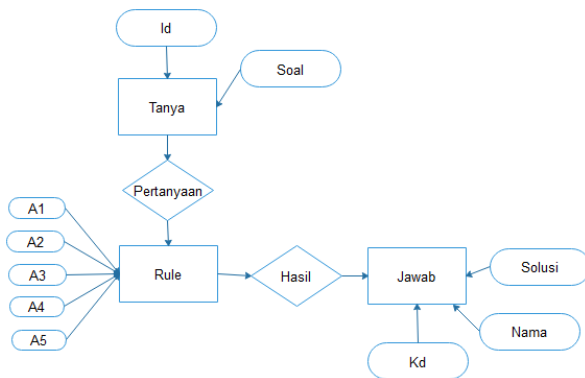 Id
Soal
Tanya
Pertanyaan
A1
A2
A3
A4
A5
Rule
Hasil
Jawab
Solusi
Nama
Kd